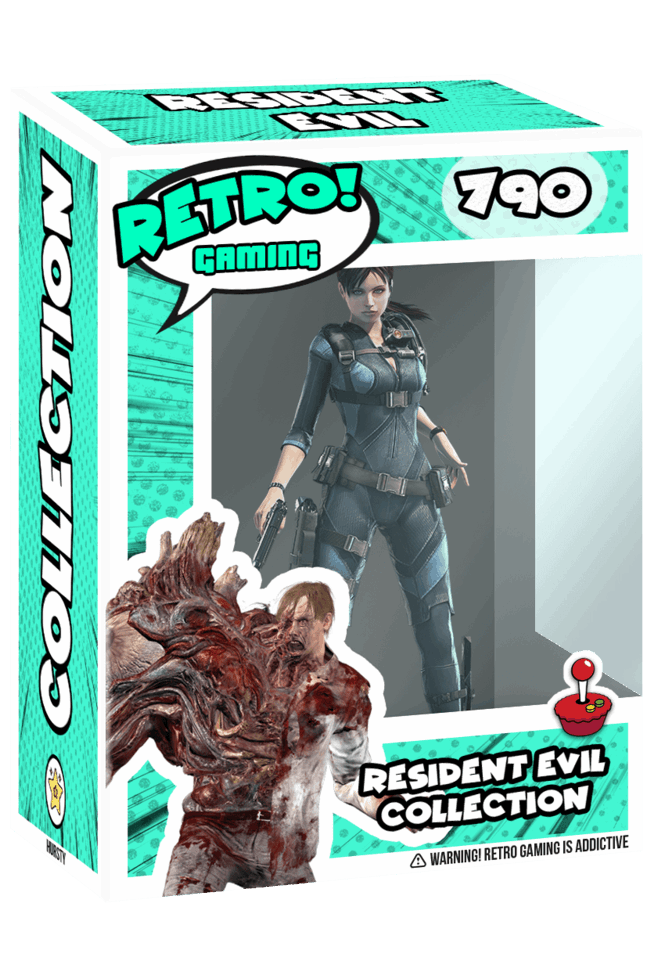 RESIDENT
EVIL
RETRO!
GAMING
790
COLLECTION
HURSTY
RESIDENT EVIL
COLLECTION
WARNING! RETRO GAMING IS ADDICTIVE